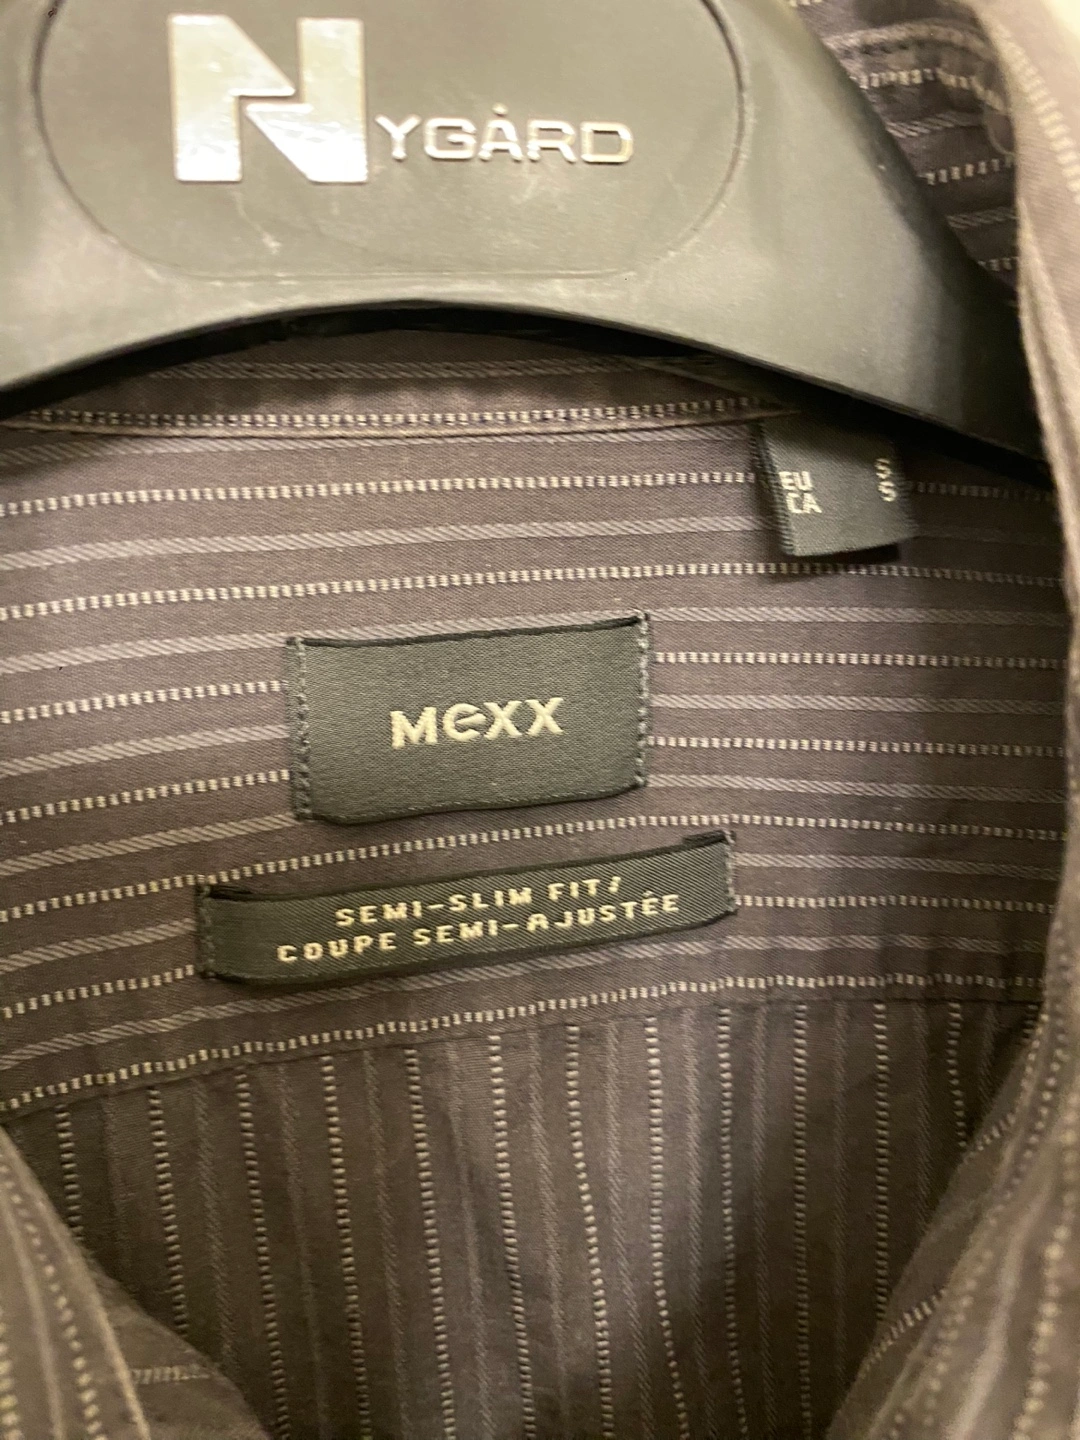 NYGÅRD
EU S
CA S
MEXX
SEMI-SLIM FIT/
COUPE SEMI-AJUSTÉE